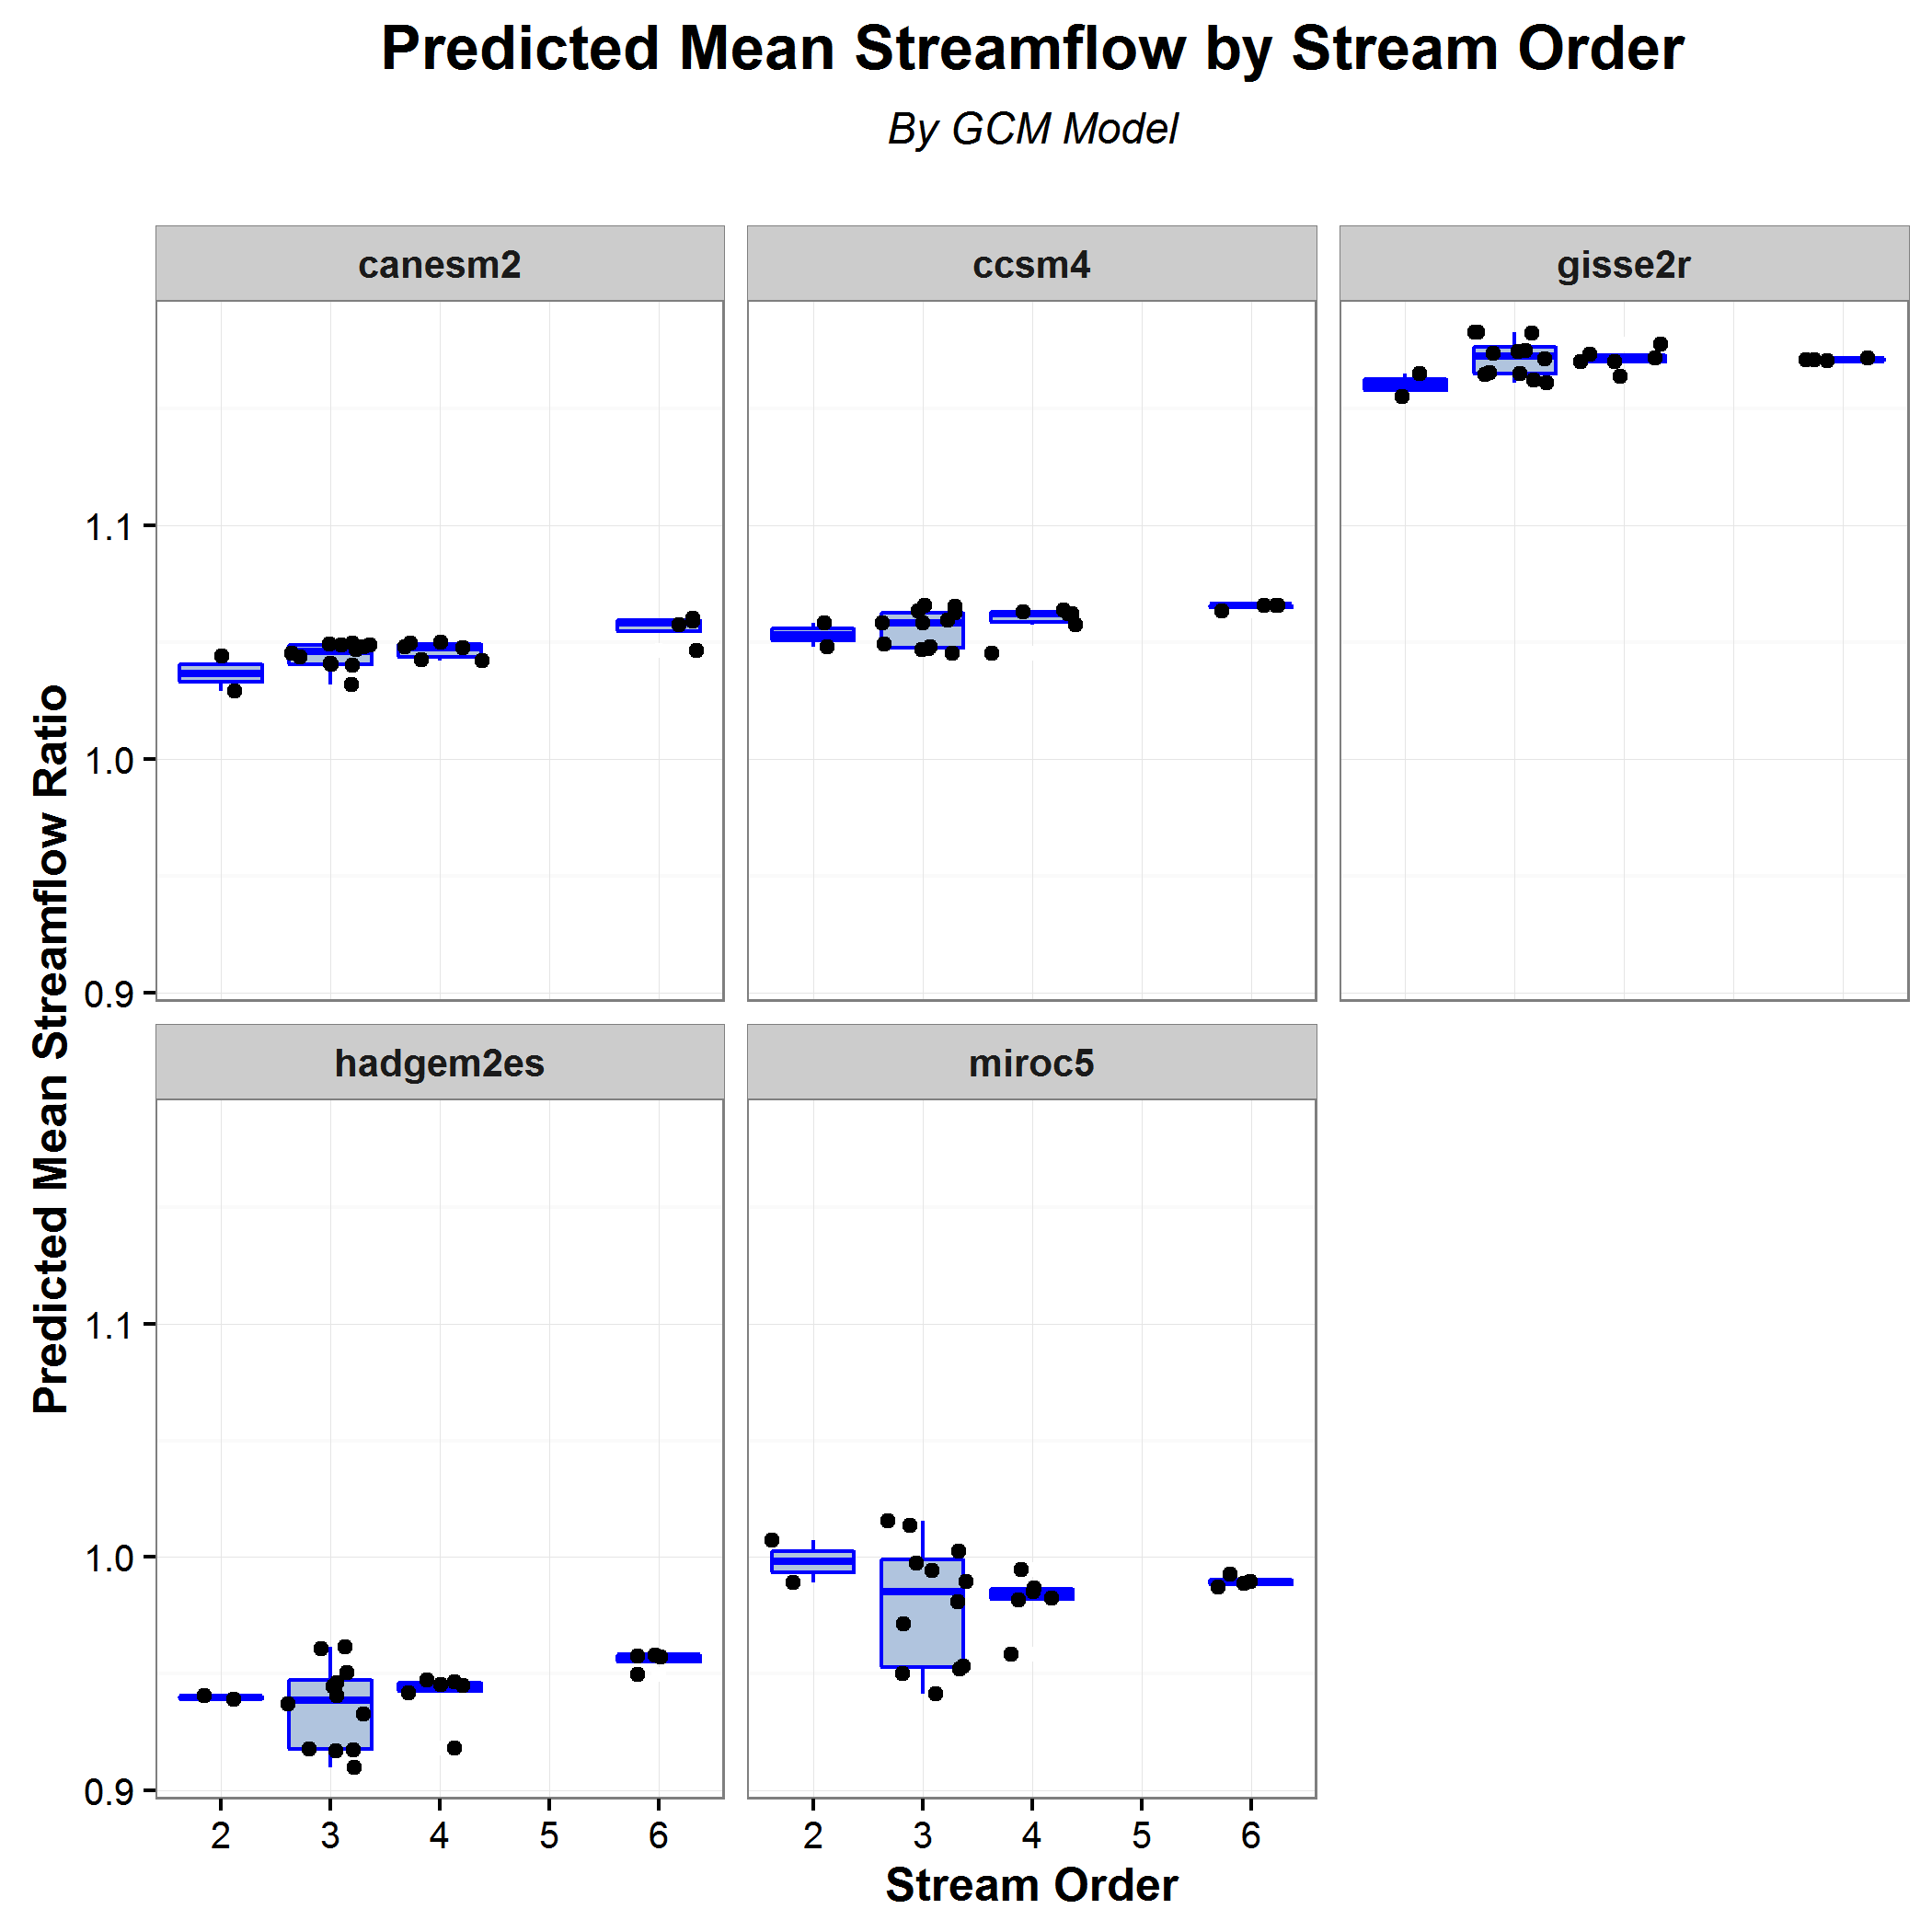 Predicted Mean Streamflow by Stream Order
By GCM Model
canesm2
ccsm4
gisse2r
1.1
1.0
0.9
Predicted Mean Streamflow Ratio
hadgem2es
miroc5
1.1
1.0
0.9
2 3 4 5 6
2 3 4 5 6
Stream Order